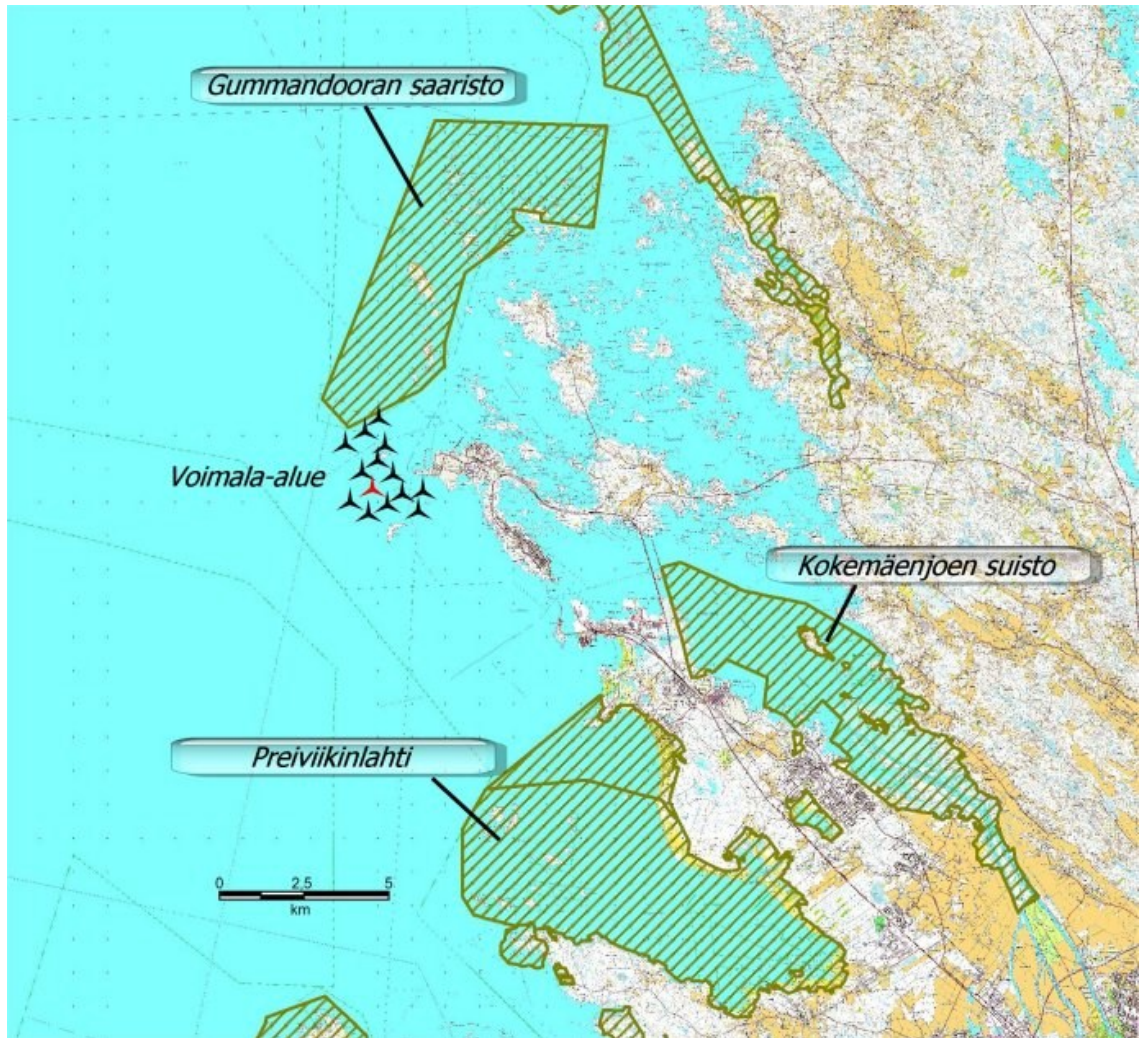 Gummandooran saaristo
Voimala-alue
Kokemäenjoen suisto
Preiviikinlahti
0 2,5 5
km